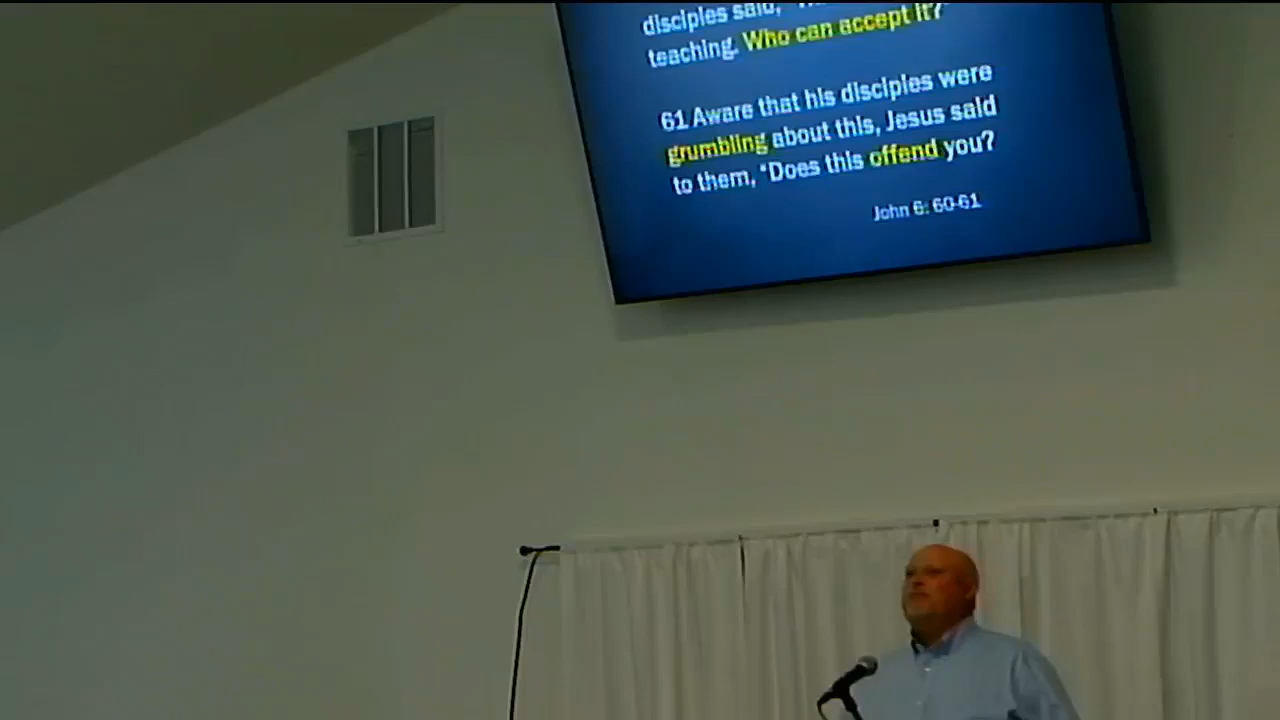 disciples said,
teaching. Who can accept it?
61 Aware that his disciples were
grumbling about this, Jesus said
to them, “Does this offend you?
John 6: 60-61